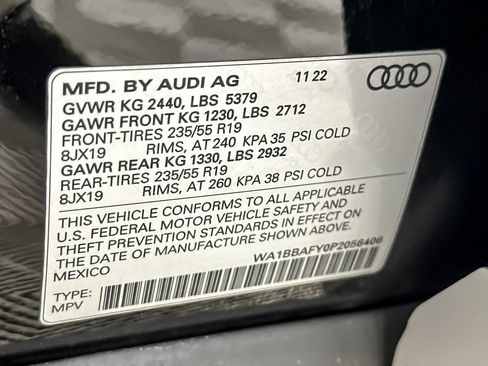 MFD. BY AUDI AG 11 22
GVWR KG 2440, LBS 5379
GAWR FRONT KG 1230, LBS 2712
FRONT-TIRES 235/55 R19
8JX19 RIMS, AT 240 KPA 35 PSI COLD
GAWR REAR KG 1330, LBS 2932
REAR-TIRES 235/55 R19
8JX19 RIMS, AT 260 KPA 38 PSI COLD
THIS VEHICLE CONFORMS TO ALL APPLICABLE
U.S. FEDERAL MOTOR VEHICLE SAFETY AND
THEFT PREVENTION STANDARDS IN EFFECT ON
THE DATE OF MANUFACTURE SHOWN ABOVE.
MEXICO
WA1BBAFY0P2056406
TYPE:
MPV